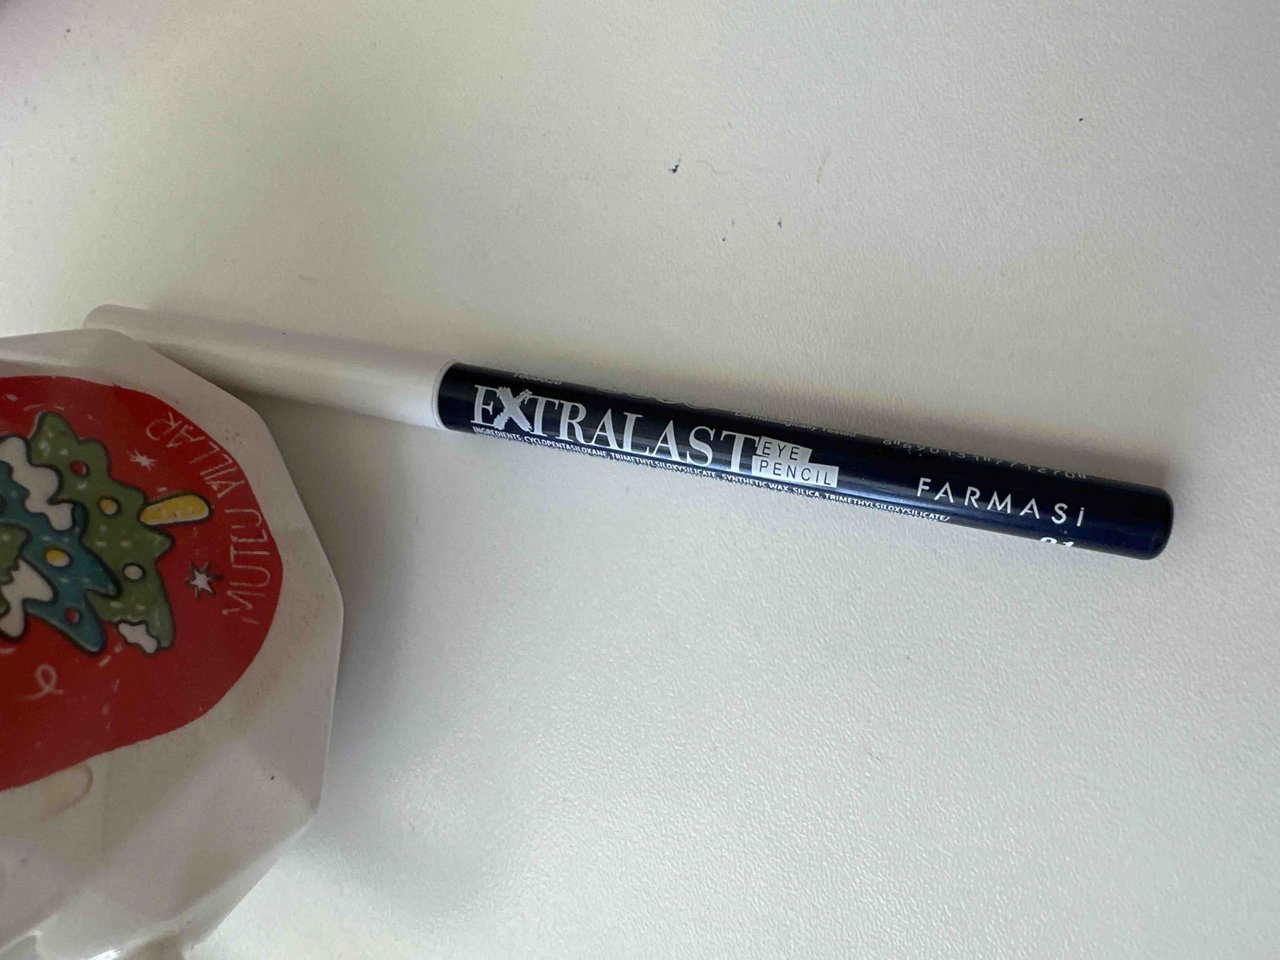 EXTRALAST
EYE
PENCIL
INGREDIENTS: CYCLOPENTASILOXANE, TRIMETHYLSILOXYSILICATE, SYNTHETIC WAX, SILICA, TRIMETHYLSILOXYSILICATE/
FARMASi
MUTLU YILLAR